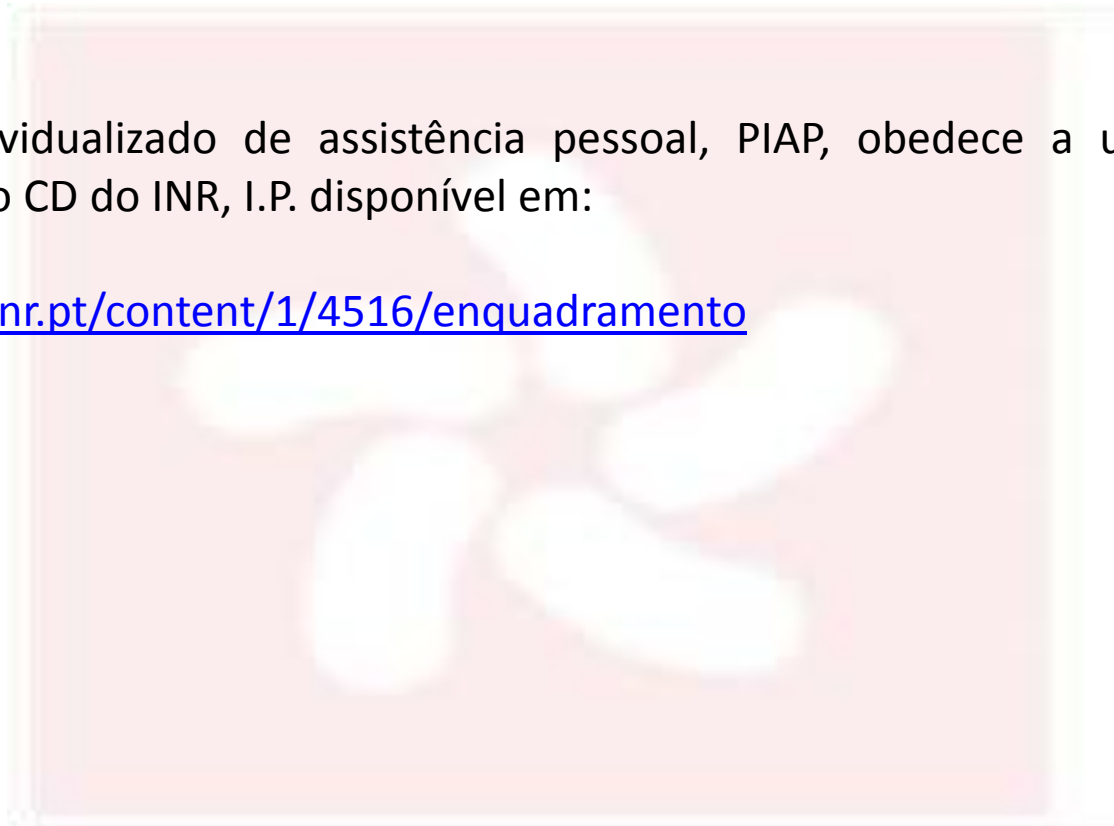 vidualizado de assistência pessoal, PIAP, obedece a u
o CD do INR, I.P. disponível em:
nr.pt/content/1/4516/enquadramento